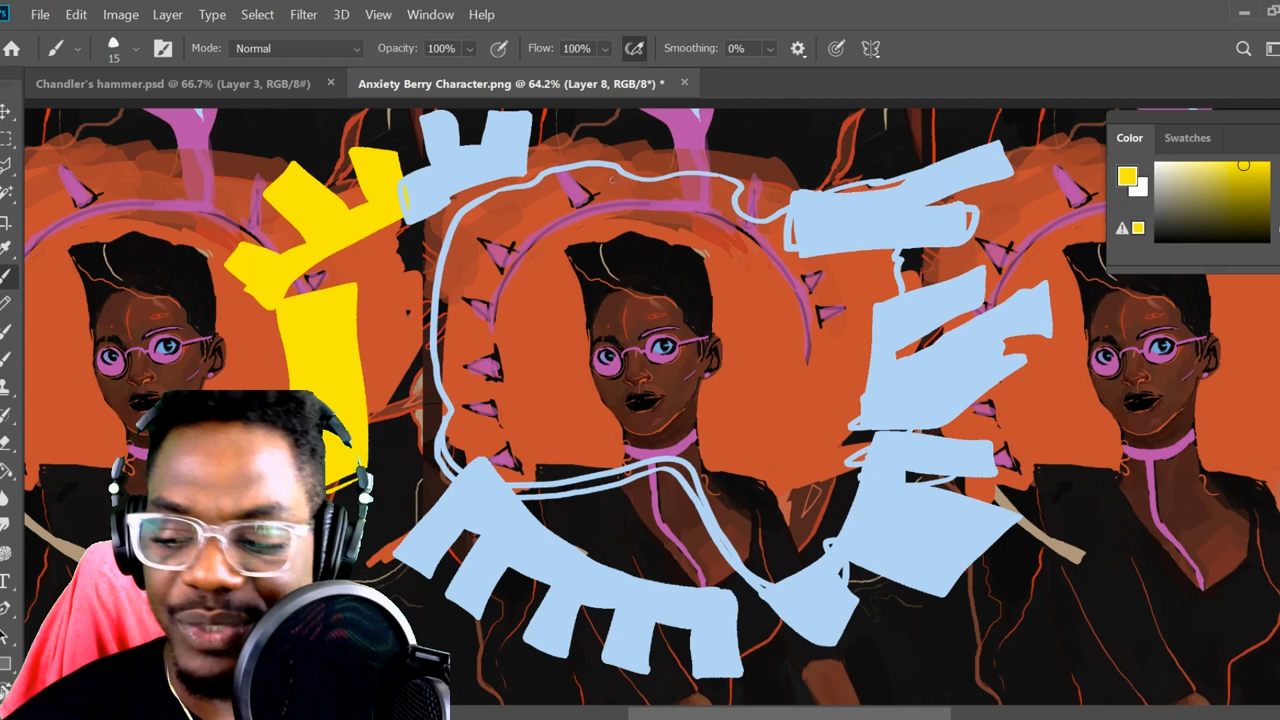 File Edit Image Layer Type Select Filter 3D View Window Help
15 Mode: Normal Opacity: 100% Flow: 100% Smoothing: 0%
Chandler's hammer.psd @ 66.7% (Layer 3, RGB/8#) × Anxiety Berry Character.png @ 64.2% (Layer 8, RGB/8*) * ×
Color Swatches